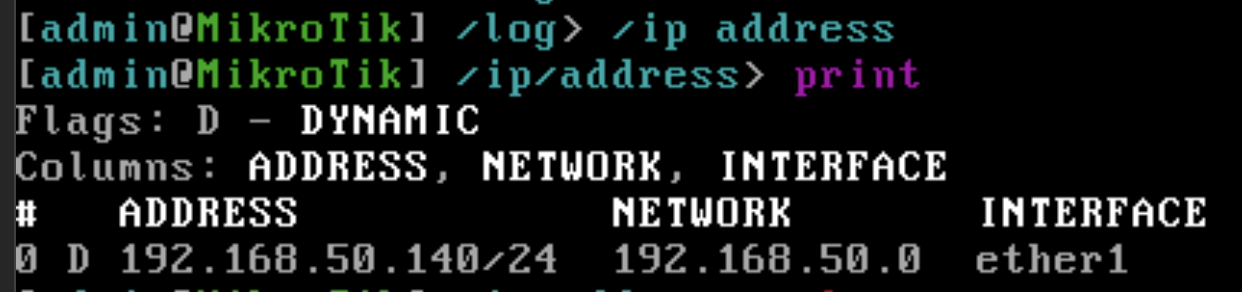 [admin@MikroTik] /log> /ip address
[admin@MikroTik] /ip/address> print
Flags: D - DYNAMIC
Columns: ADDRESS, NETWORK, INTERFACE
#   ADDRESS            NETWORK       INTERFACE
0 D 192.168.50.140/24  192.168.50.0  ether1